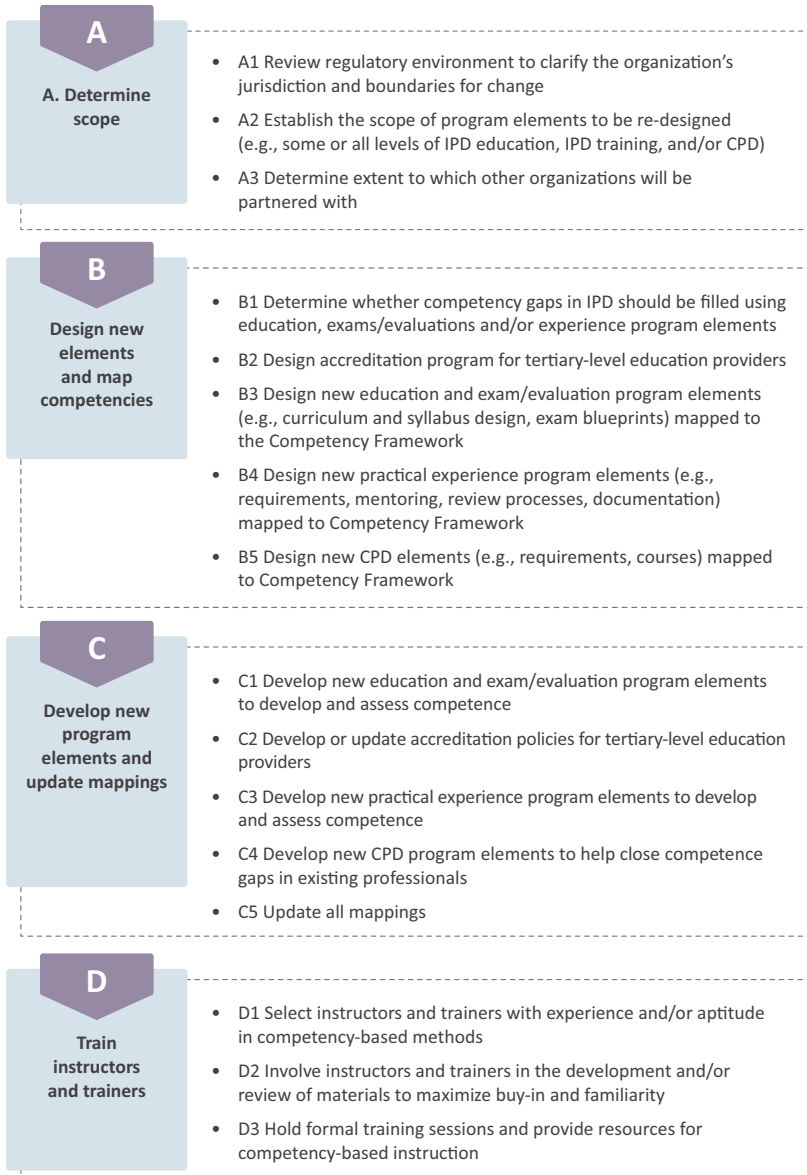 A
A. Determine
scope
• A1 Review regulatory environment to clarify the organization's
jurisdiction and boundaries for change
• A2 Establish the scope of program elements to be re-designed
(e.g., some or all levels of IPD education, IPD training, and/or CPD)
• A3 Determine extent to which other organizations will be
partnered with
B
Design new
elements
and map
competencies
• B1 Determine whether competency gaps in IPD should be filled using
education, exams/evaluations and/or experience program elements
• B2 Design accreditation program for tertiary-level education providers
• B3 Design new education and exam/evaluation program elements
(e.g., curriculum and syllabus design, exam blueprints) mapped to
the Competency Framework
• B4 Design new practical experience program elements (e.g.,
requirements, mentoring, review processes, documentation)
mapped to Competency Framework
• B5 Design new CPD elements (e.g., requirements, courses) mapped
to Competency Framework
C
Develop new
program
elements and
update mappings
• C1 Develop new education and exam/evaluation program elements
to develop and assess competence
• C2 Develop or update accreditation policies for tertiary-level education
providers
• C3 Develop new practical experience program elements to develop
and assess competence
• C4 Develop new CPD program elements to help close competence
gaps in existing professionals
• C5 Update all mappings
D
Train
instructors
and trainers
• D1 Select instructors and trainers with experience and/or aptitude
in competency-based methods
• D2 Involve instructors and trainers in the development and/or
review of materials to maximize buy-in and familiarity
• D3 Hold formal training sessions and provide resources for
competency-based instruction